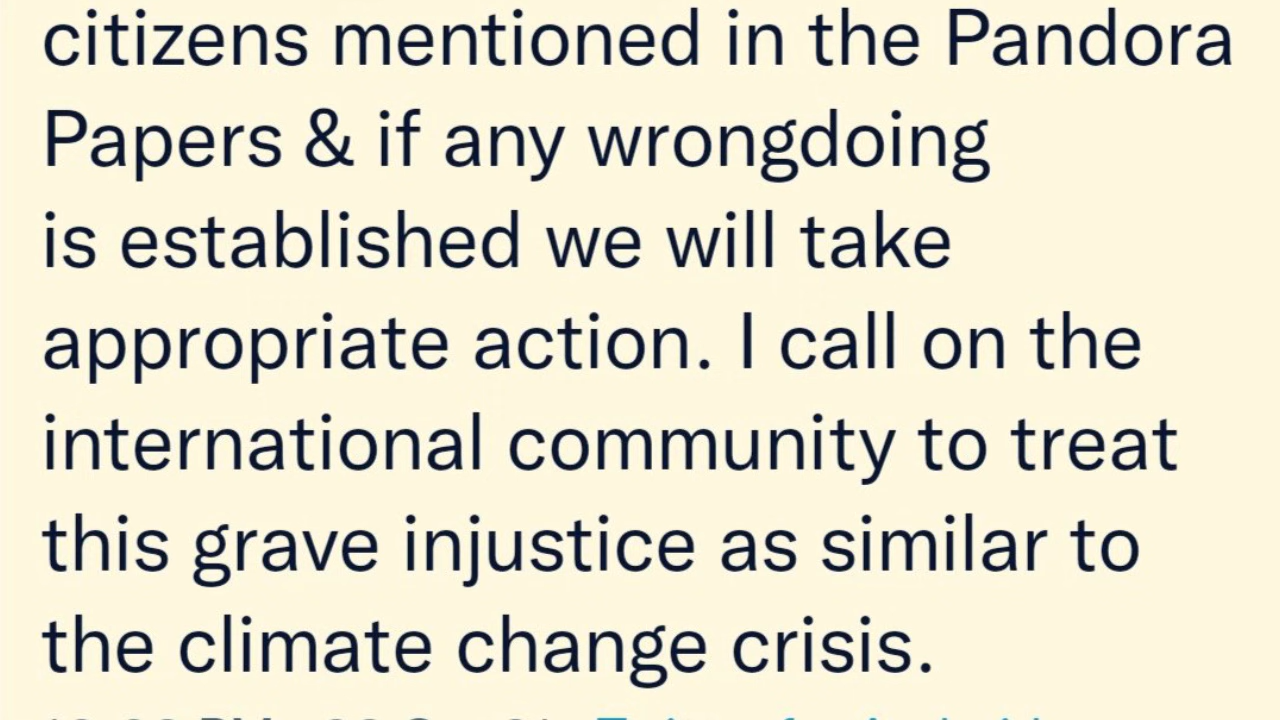 citizens mentioned in the Pandora
Papers & if any wrongdoing
is established we will take
appropriate action. I call on the
international community to treat
this grave injustice as similar to
the climate change crisis.